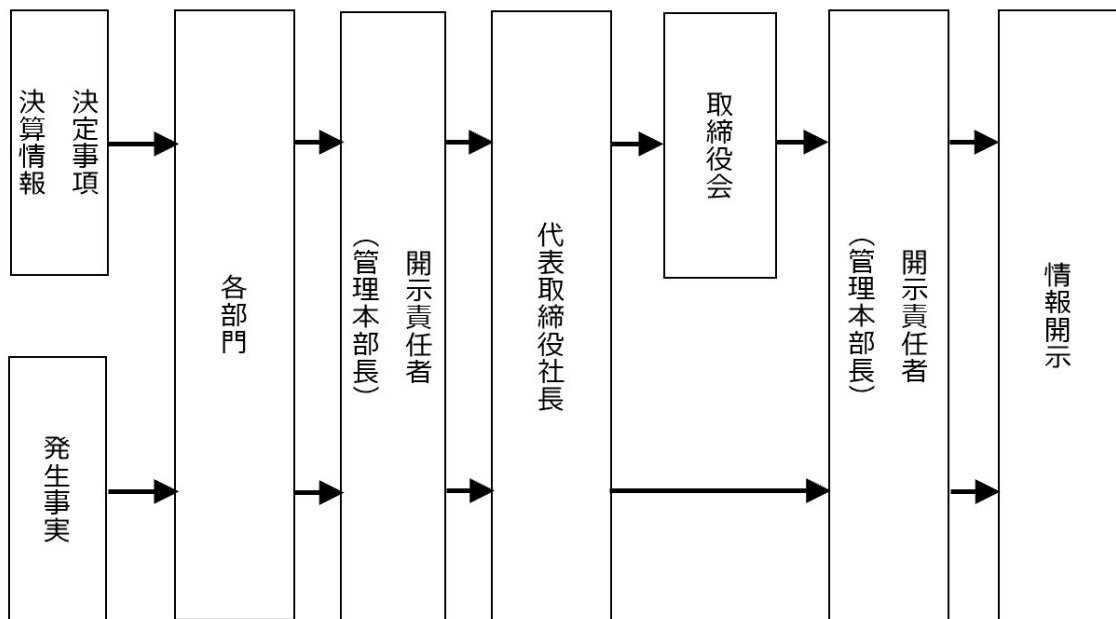 決定事項
決算情報
発生事実
各部門
開示責任者
（管理本部長）
代表取締役社長
取締役会
開示責任者
（管理本部長）
情報開示